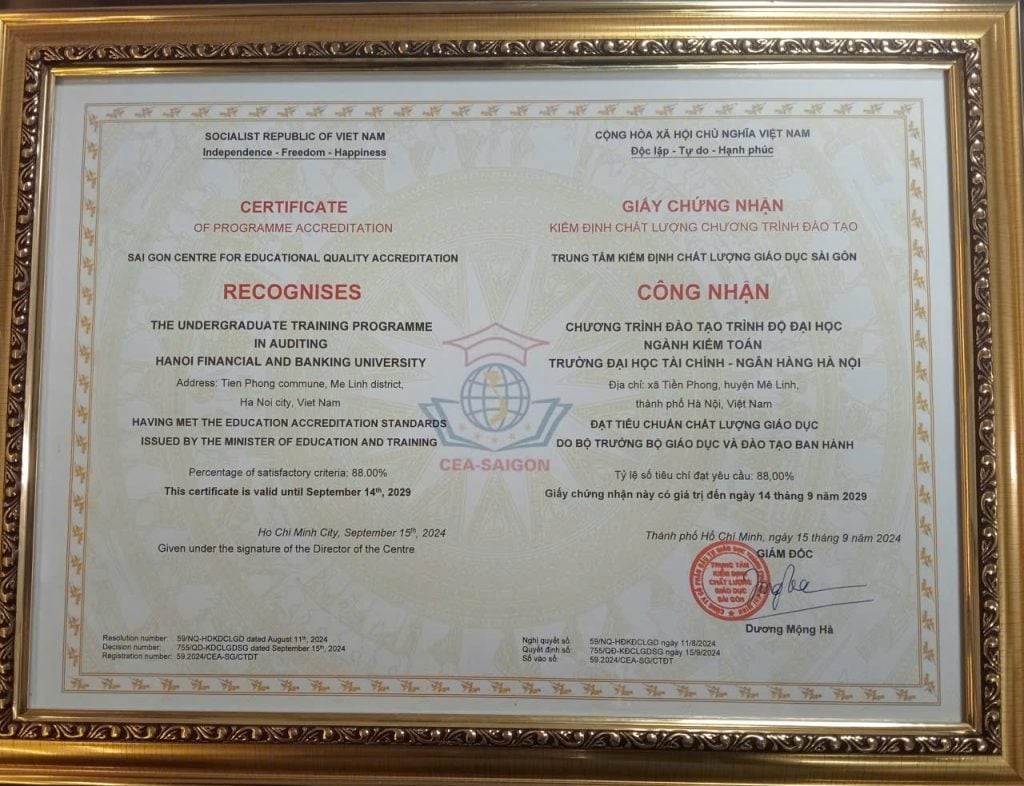 SOCIALIST REPUBLIC OF VIET NAM
Independence - Freedom - Happiness
CERTIFICATE
OF PROGRAMME ACCREDITATION
SAI GON CENTRE FOR EDUCATIONAL QUALITY ACCREDITATION
RECOGNISES
THE UNDERGRADUATE TRAINING PROGRAMME
IN AUDITING
HANOI FINANCIAL AND BANKING UNIVERSITY
Address: Tien Phong commune, Me Linh district,
Ha Noi city, Viet Nam
HAVING MET THE EDUCATION ACCREDITATION STANDARDS
ISSUED BY THE MINISTER OF EDUCATION AND TRAINING
Percentage of satisfactory criteria: 88.00%
This certificate is valid until September 14th, 2029
Ho Chi Minh City, September 15th, 2024
Given under the signature of the Director of the Centre
Resolution number: 59/NQ-HĐKĐCLGD dated August 11th, 2024
Decision number: 755/QĐ-KĐCLGDSG dated September 15th, 2024
Registration number: 59.2024/CEA-SG/CTĐT
CEA-SAIGON
CỘNG HÒA XÃ HỘI CHỦ NGHĨA VIỆT NAM
Độc lập - Tự do - Hạnh phúc
GIẤY CHỨNG NHẬN
KIỂM ĐỊNH CHẤT LƯỢNG CHƯƠNG TRÌNH ĐÀO TẠO
TRUNG TÂM KIỂM ĐỊNH CHẤT LƯỢNG GIÁO DỤC SÀI GÒN
CÔNG NHẬN
CHƯƠNG TRÌNH ĐÀO TẠO TRÌNH ĐỘ ĐẠI HỌC
NGÀNH KIỂM TOÁN
TRƯỜNG ĐẠI HỌC TÀI CHÍNH - NGÂN HÀNG HÀ NỘI
Địa chỉ: xã Tiền Phong, huyện Mê Linh,
thành phố Hà Nội, Việt Nam
ĐẠT TIÊU CHUẨN CHẤT LƯỢNG GIÁO DỤC
DO BỘ TRƯỞNG BỘ GIÁO DỤC VÀ ĐÀO TẠO BAN HÀNH
Tỷ lệ số tiêu chí đạt yêu cầu: 88,00%
Giấy chứng nhận này có giá trị đến ngày 14 tháng 9 năm 2029
Thành phố Hồ Chí Minh, ngày 15 tháng 9 năm 2024
GIÁM ĐỐC
TRUNG TÂM
KIỂM ĐỊNH
CHẤT LƯỢNG
GIÁO DỤC
SÀI GÒN
Dương Mộng Hà
Nghị quyết số: 59/NQ-HĐKĐCLGD ngày 11/8/2024
Quyết định số: 755/QĐ-KĐCLGDSG ngày 15/9/2024
Số vào sổ: 59.2024/CEA-SG/CTĐT